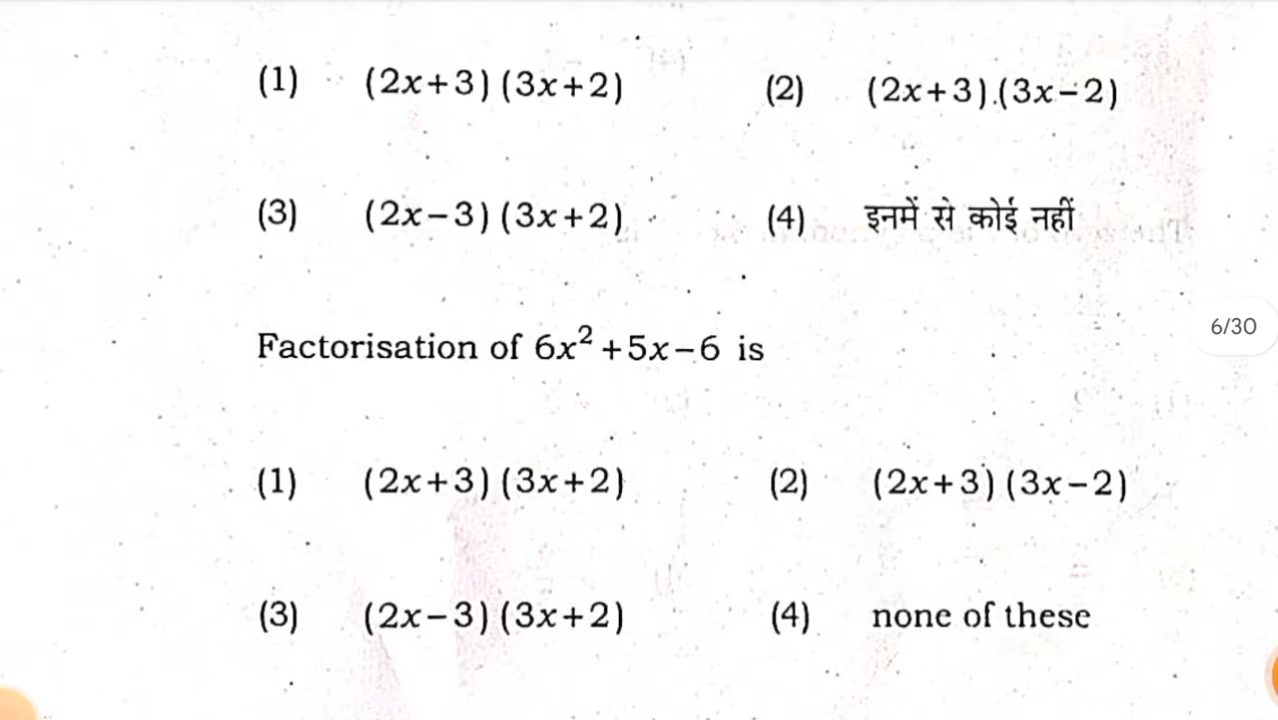 (1) (2x+3) (3x+2) (2) (2x+3).(3x−2)
(3) (2x−3) (3x+2) (4) इनमें से कोई नहीं
6/30
Factorisation of 6x² +5x−6 is
(1) (2x+3) (3x+2) (2) (2x+3) (3x−2)
(3) (2x−3) (3x+2) (4) none of these